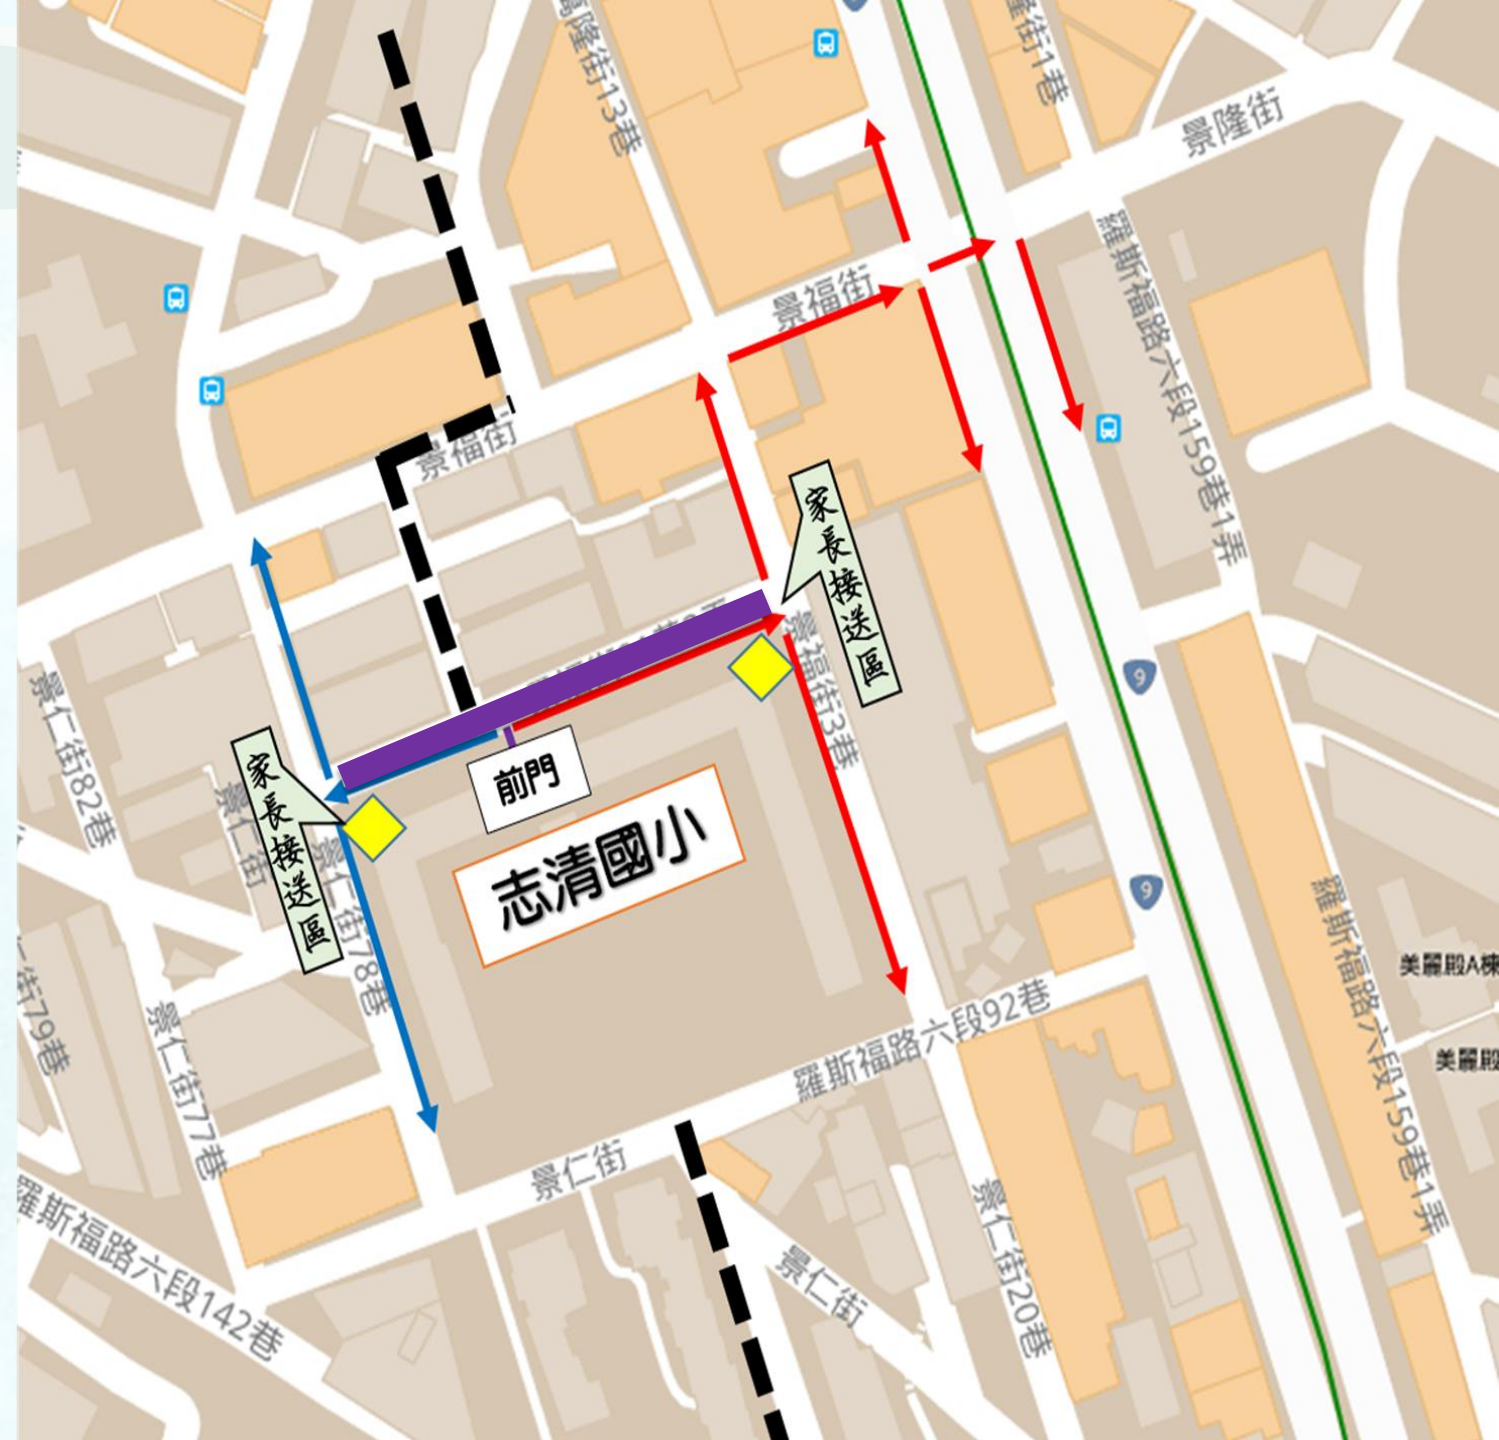 景隆街13巷
景隆街
羅斯福路六段159巷1弄
景福街
景福街
家長接送區
景福街3巷
景仁街82巷
家長接送區
前門
9
志清國小
景仁街
景仁街78巷
9
羅斯福路六段159巷1弄
美麗殿A棟
美麗殿
羅斯福路六段92巷
景仁街77巷
景仁街
羅斯福路六段142巷
景仁街20巷
景仁街